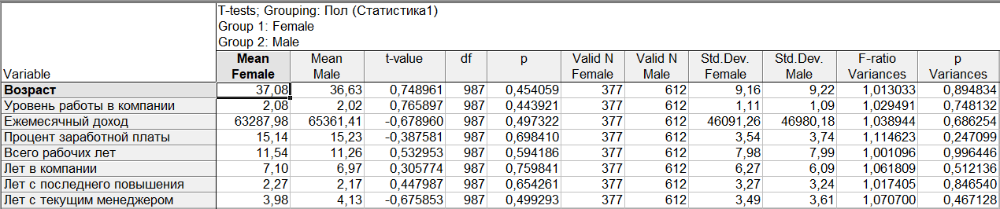 T-tests; Grouping: Пол (Статистика1)
Group 1: Female
Group 2: Male
Variable Mean Female Mean Male t-value df p Valid N Female Valid N Male Std.Dev. Female Std.Dev. Male F-ratio Variances p Variances
Возраст 37,08 36,63 0,748961 987 0,454059 377 612 9,16 9,22 1,013033 0,894834
Уровень работы в компании 2,08 2,02 0,765897 987 0,443921 377 612 1,11 1,09 1,029491 0,748132
Ежемесячный доход 63287,98 65361,41 -0,678960 987 0,497322 377 612 46091,26 46980,18 1,038944 0,686254
Процент заработной платы 15,14 15,23 -0,387581 987 0,698410 377 612 3,54 3,74 1,114623 0,247099
Всего рабочих лет 11,54 11,26 0,532953 987 0,594186 377 612 7,98 7,99 1,001096 0,996446
Лет в компании 7,10 6,97 0,305774 987 0,759841 377 612 6,27 6,09 1,061809 0,512136
Лет с последнего повышения 2,27 2,17 0,447987 987 0,654261 377 612 3,27 3,24 1,017405 0,846540
Лет с текущим менеджером 3,98 4,13 -0,675853 987 0,499293 377 612 3,49 3,61 1,070700 0,467128